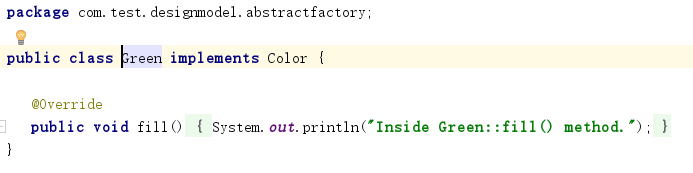 package com.test.designmodel.abstractfactory;
public class Green implements Color {
@Override
public void fill() { System.out.println("Inside Green::fill() method."); }
}